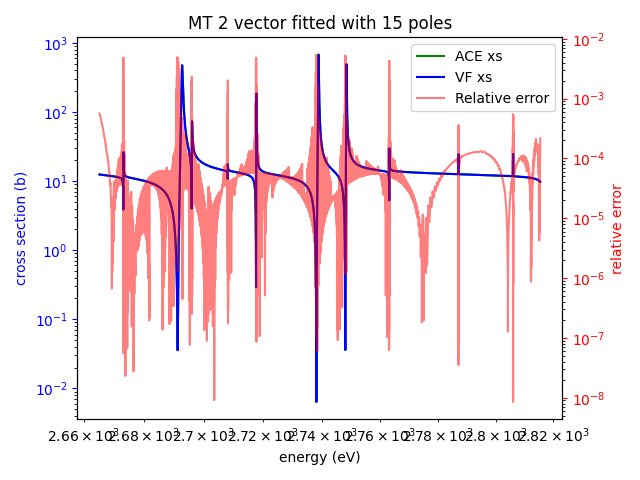 MT 2 vector fitted with 15 poles
ACE xs
VF xs
Relative error
cross section (b)
10³
10²
10¹
10⁰
10⁻¹
10⁻²
relative error
10⁻²
10⁻³
10⁻⁴
10⁻⁵
10⁻⁶
10⁻⁷
10⁻⁸
2.66 × 10³ 2.68 × 10³ 2.7 × 10³ 2.72 × 10³ 2.74 × 10³ 2.76 × 10³ 2.78 × 10³ 2.8 × 10³ 2.82 × 10³
energy (eV)